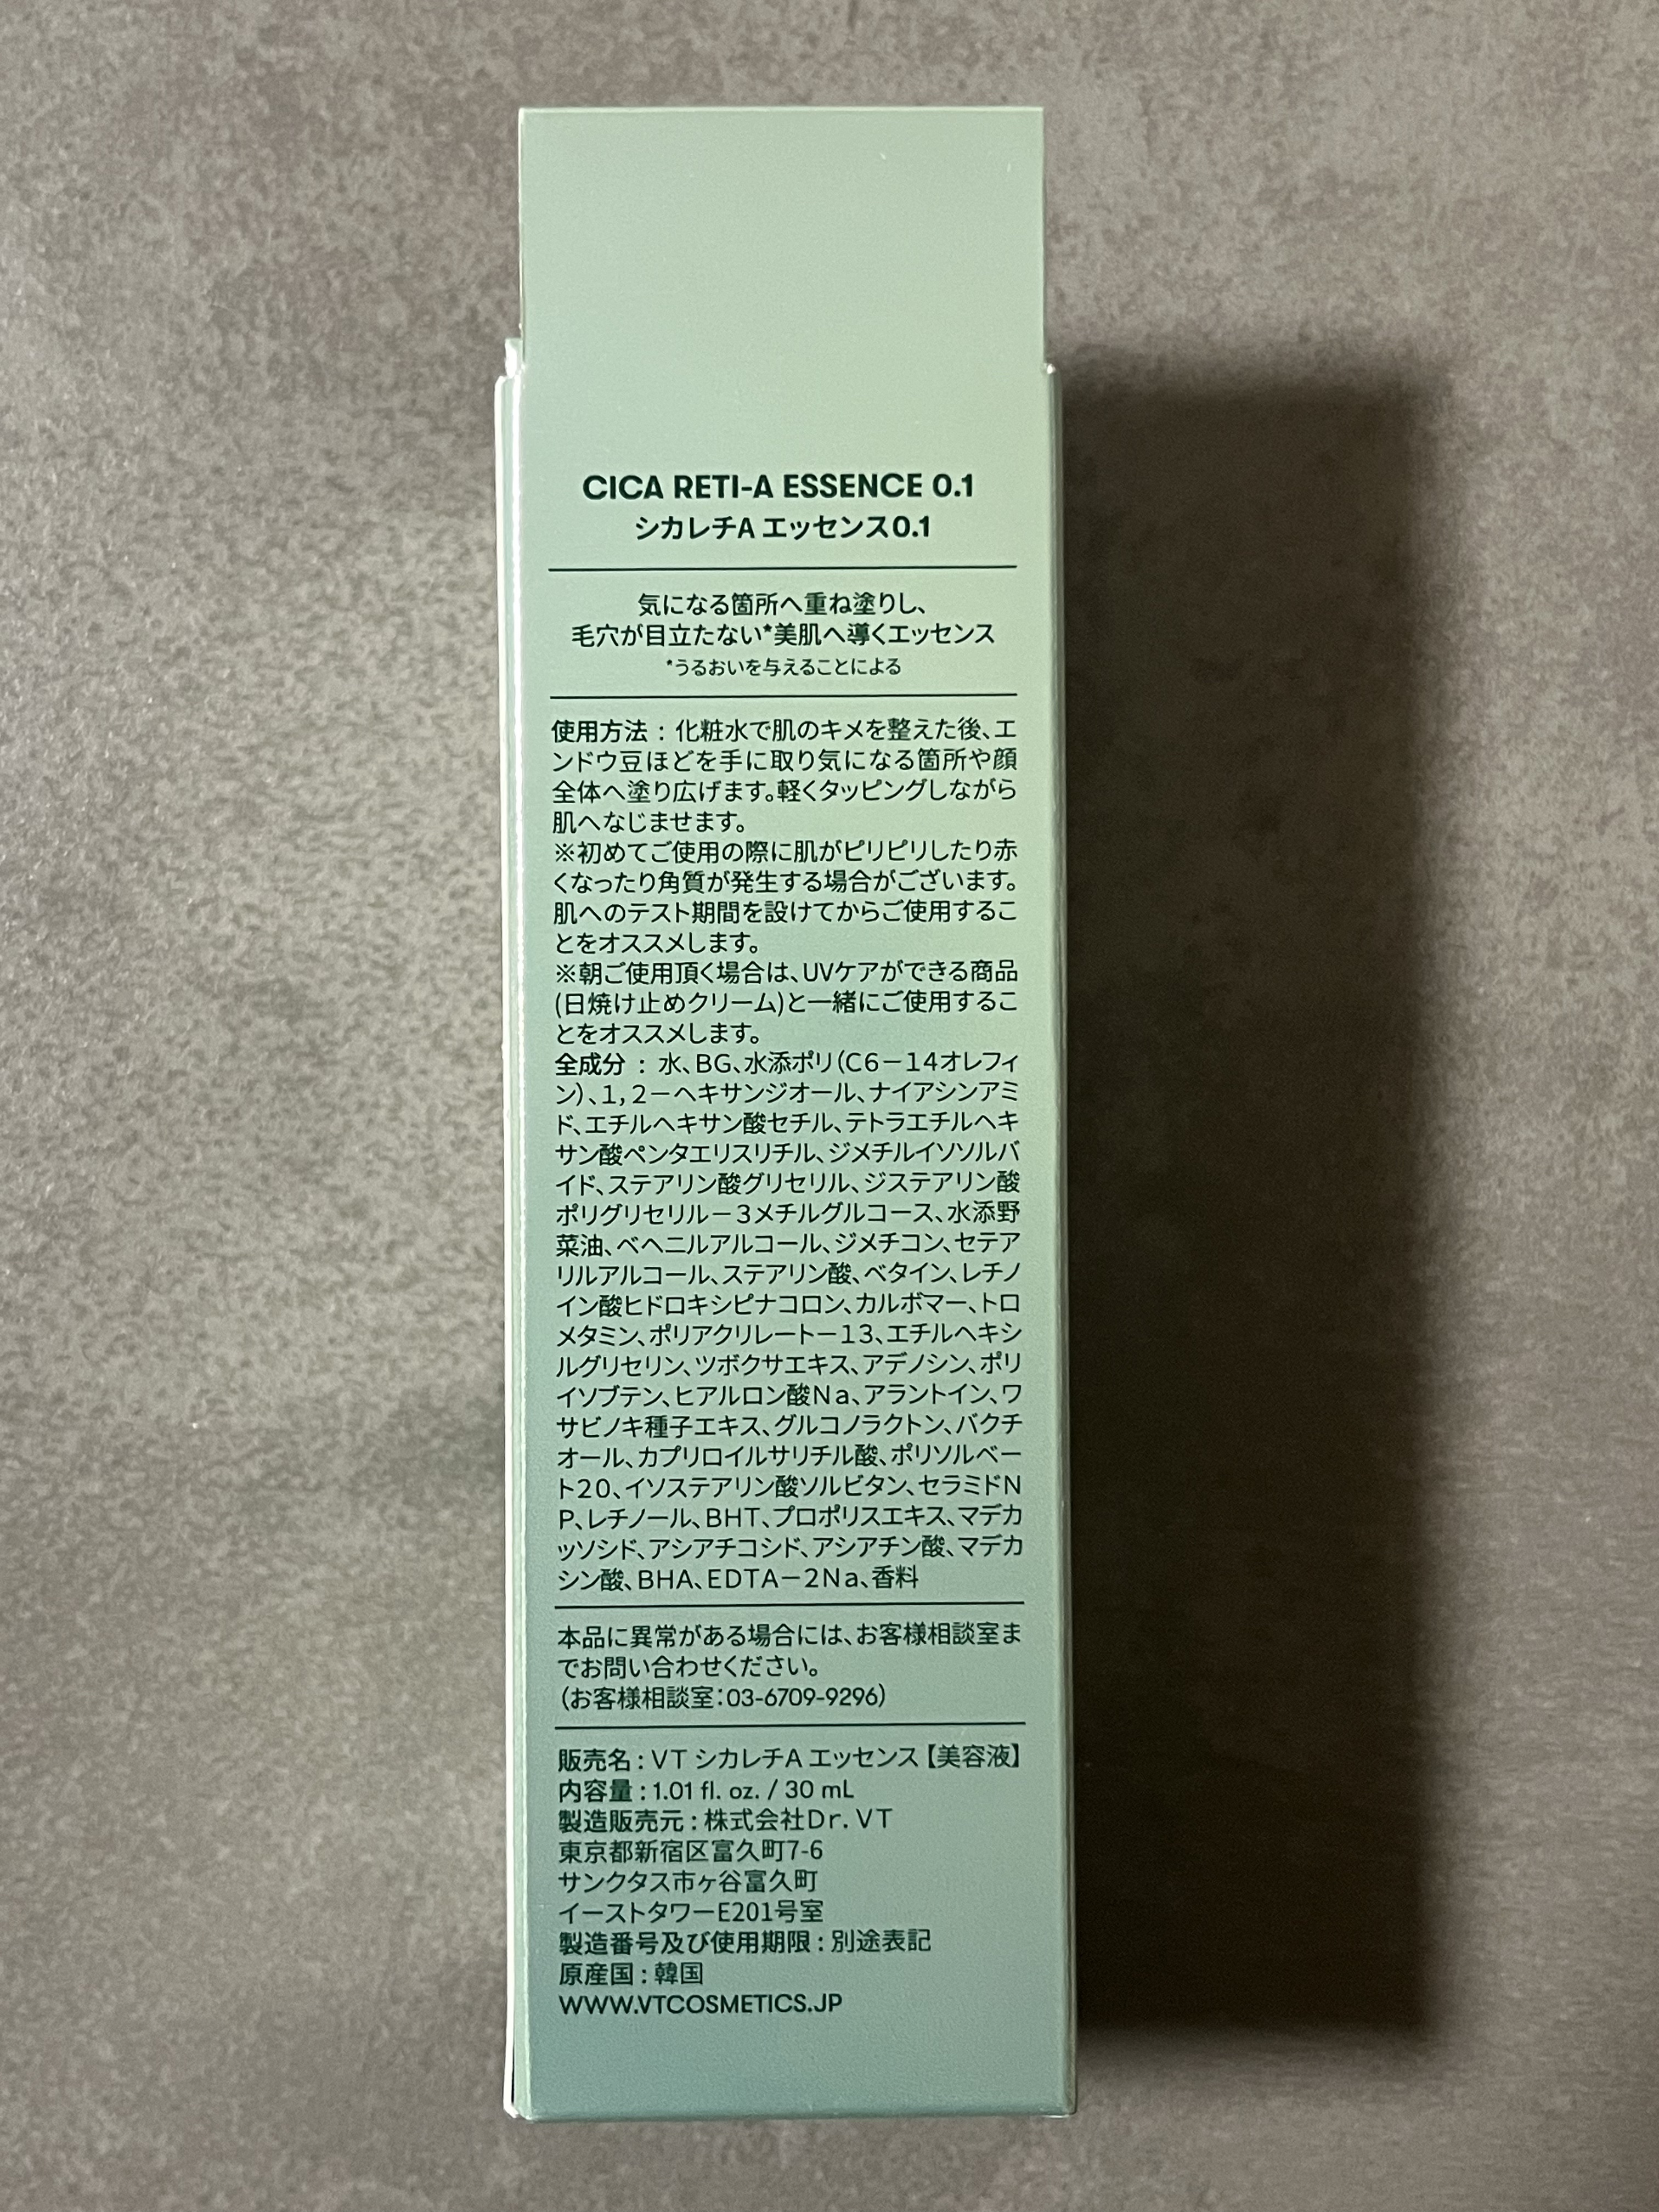 CICA RETI-A ESSENCE 0.1
シカレチA エッセンス0.1
気になる箇所へ重ね塗りし、
毛穴が目立たない*美肌へ導くエッセンス
*うるおいを与えることによる
使用方法 : 化粧水で肌のキメを整えた後、エ
ンドウ豆ほどを手に取り気になる箇所や顔
全体へ塗り広げます。軽くタッピングしながら
肌へなじませます。
※初めてご使用の際に肌がピリピリしたり赤
くなったり角質が発生する場合がございます。
肌へのテスト期間を設けてからご使用するこ
とをオススメします。
※朝ご使用頂く場合は、UVケアができる商品
(日焼け止めクリーム)と一緒にご使用するこ
とをオススメします。
全成分 : 水、BG、水添ポリ（C6－14オレフィ
ン）、1,2－ヘキサンジオール、ナイアシンアミ
ド、エチルヘキサン酸セチル、テトラエチルヘキ
サン酸ペンタエリスリチル、ジメチルイソソルバ
イド、ステアリン酸グリセリル、ジステアリン酸
ポリグリセリル－3メチルグルコース、水添野
菜油、ベヘニルアルコール、ジメチコン、セテア
リルアルコール、ステアリン酸、ベタイン、レチノ
イン酸ヒドロキシピナコロン、カルボマー、トロ
メタミン、ポリアクリレート－13、エチルヘキシ
ルグリセリン、ツボクサエキス、アデノシン、ポリ
イソブテン、ヒアルロン酸Na、アラントイン、ワ
サビノキ種子エキス、グルコノラクトン、バクチ
オール、カプリロイルサリチル酸、ポリソルベー
ト20、イソステアリン酸ソルビタン、セラミドN
P、レチノール、BHT、プロポリスエキス、マデカ
ッソシド、アシアチコシド、アシアチン酸、マデカ
シン酸、BHA、EDTA－2Na、香料
本品に異常がある場合には、お客様相談室ま
でお問い合わせください。
（お客様相談室：03-6709-9296）
販売名 : VT シカレチA エッセンス【美容液】
内容量 : 1.01 fl. oz. / 30 mL
製造販売元 : 株式会社Dr. VT
東京都新宿区富久町7-6
サンクタス市ヶ谷富久町
イーストタワーE201号室
製造番号及び使用期限 : 別途表記
原産国 : 韓国
WWW.VTCOSMETICS.JP